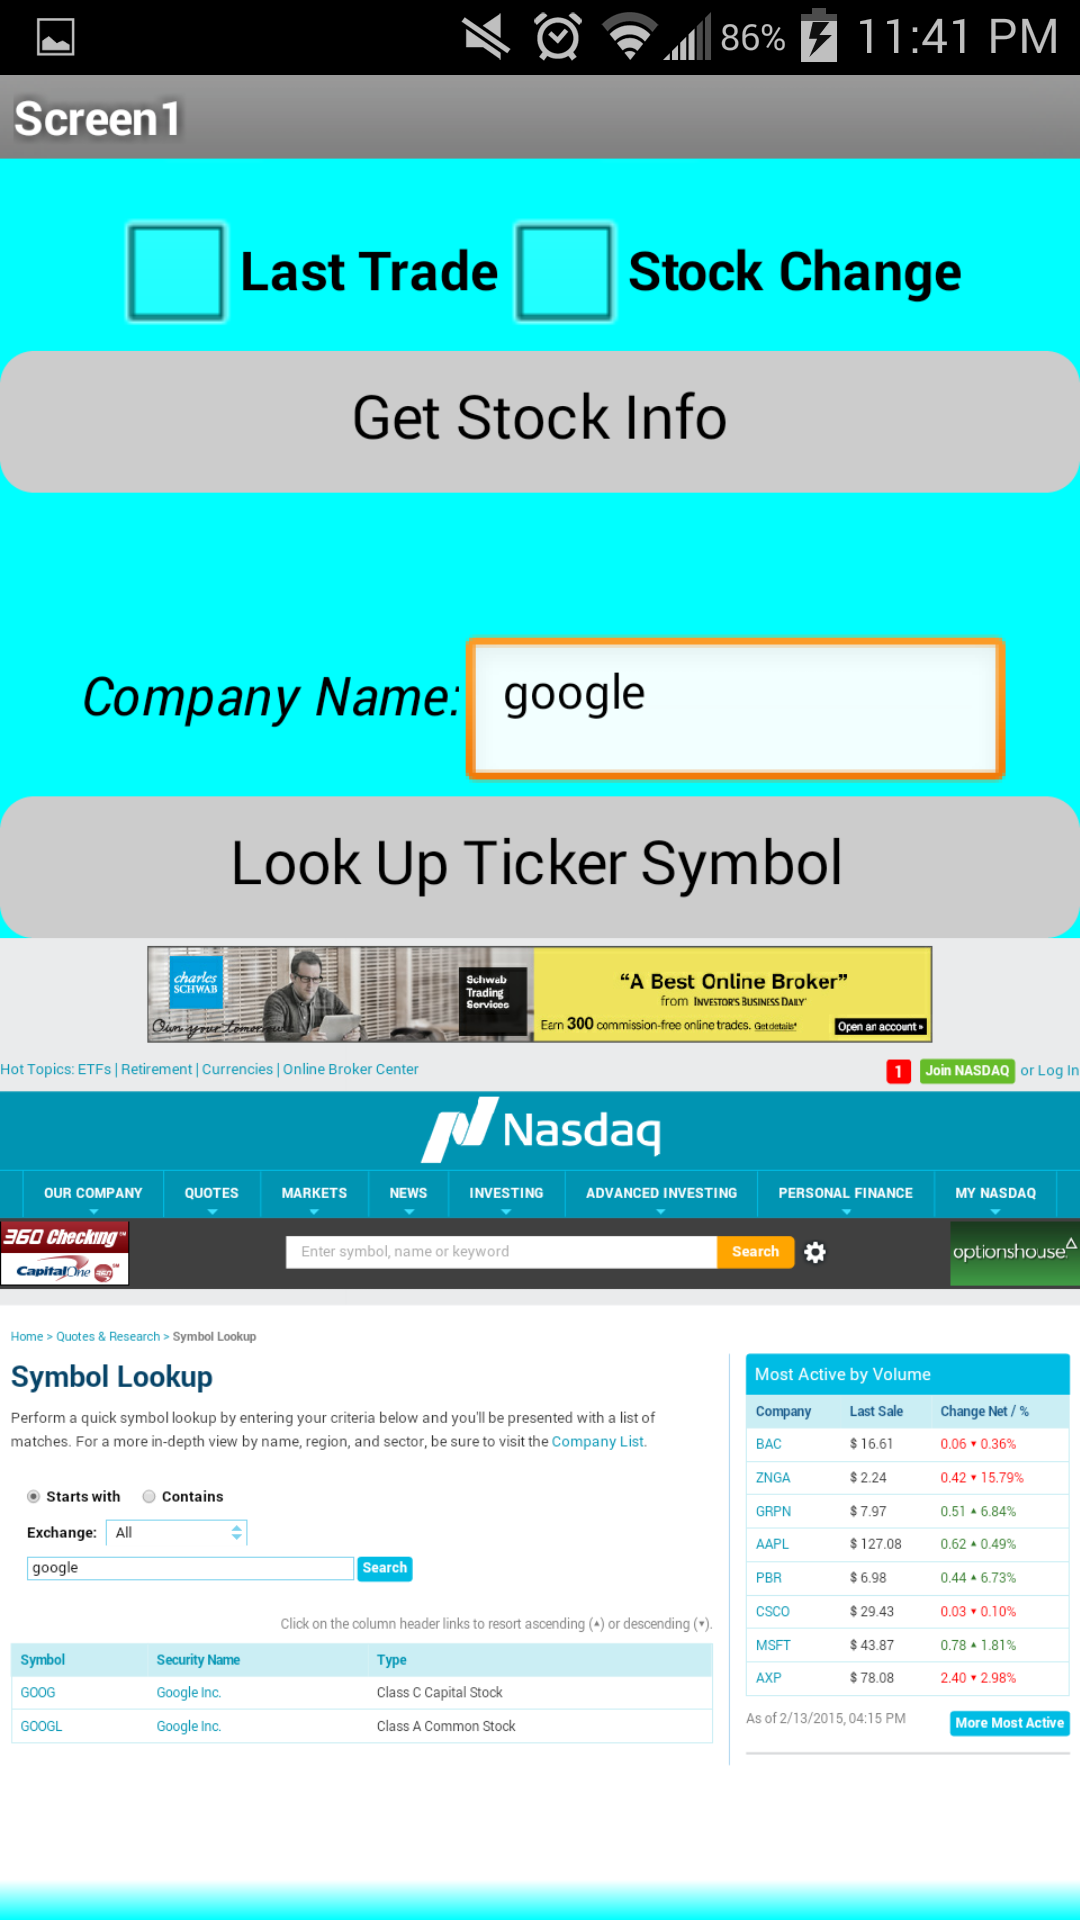 86% 11:41 PM
Screen1
Last Trade Stock Change
Get Stock Info
Company Name: google
Look Up Ticker Symbol
charles SCHWAB
Own your tomorrow
Schwab Trading Services
“A Best Online Broker”
from INVESTOR'S BUSINESS DAILY
Earn 300 commission-free online trades. Get details* Open an account »
Hot Topics: ETFs | Retirement | Currencies | Online Broker Center 1 Join NASDAQ or Log In
Nasdaq
OUR COMPANY QUOTES MARKETS NEWS INVESTING ADVANCED INVESTING PERSONAL FINANCE MY NASDAQ
360 Checking℠
Capital One 360℠
Enter symbol, name or keyword Search
optionshouse
Home > Quotes & Research > Symbol Lookup
Symbol Lookup
Perform a quick symbol lookup by entering your criteria below and you'll be presented with a list of
matches. For a more in-depth view by name, region, and sector, be sure to visit the Company List.
Starts with Contains
Exchange: All
google Search
Click on the column header links to resort ascending (▲) or descending (▼).
Symbol Security Name Type
GOOG Google Inc. Class C Capital Stock
GOOGL Google Inc. Class A Common Stock
Most Active by Volume
Company Last Sale Change Net / %
BAC $ 16.61 0.06 ▼ 0.36%
ZNGA $ 2.24 0.42 ▼ 15.79%
GRPN $ 7.97 0.51 ▲ 6.84%
AAPL $ 127.08 0.62 ▲ 0.49%
PBR $ 6.98 0.44 ▲ 6.73%
CSCO $ 29.43 0.03 ▼ 0.10%
MSFT $ 43.87 0.78 ▲ 1.81%
AXP $ 78.08 2.40 ▼ 2.98%
As of 2/13/2015, 04:15 PM More Most Active